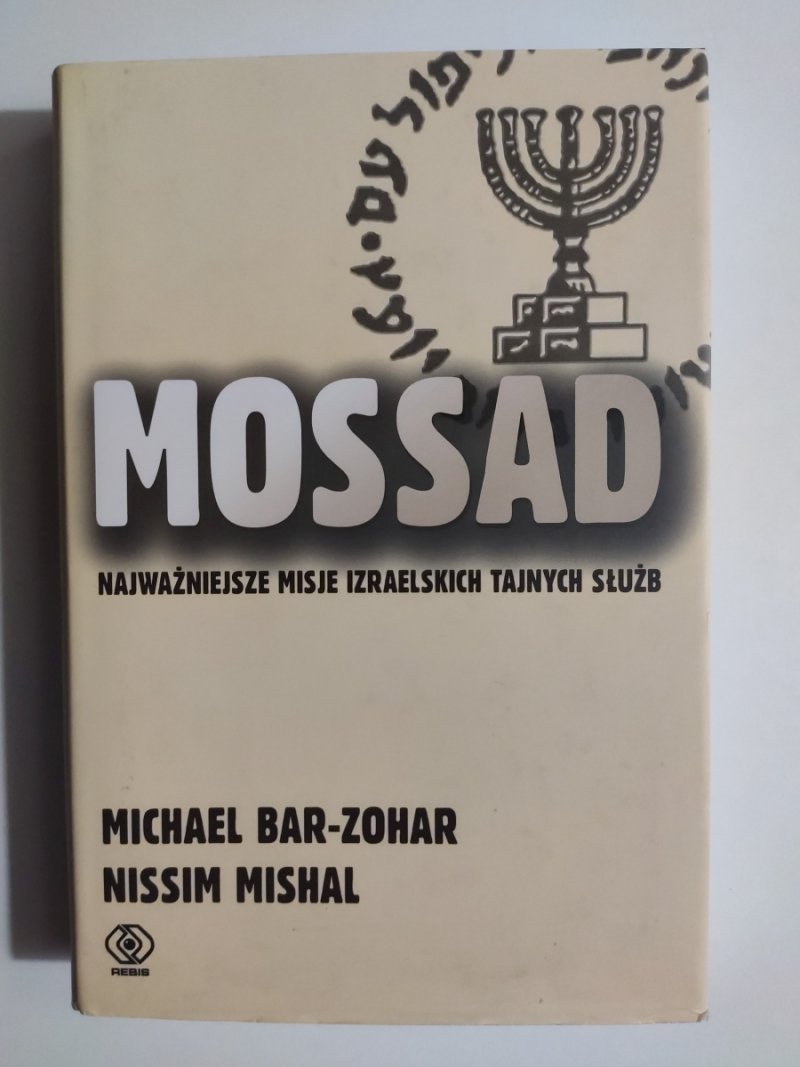 MOSSAD
NAJWAŻNIEJSZE MISJE IZRAELSKICH TAJNYCH SŁUŻB
MICHAEL BAR-ZOHAR
NISSIM MISHAL
REBIS